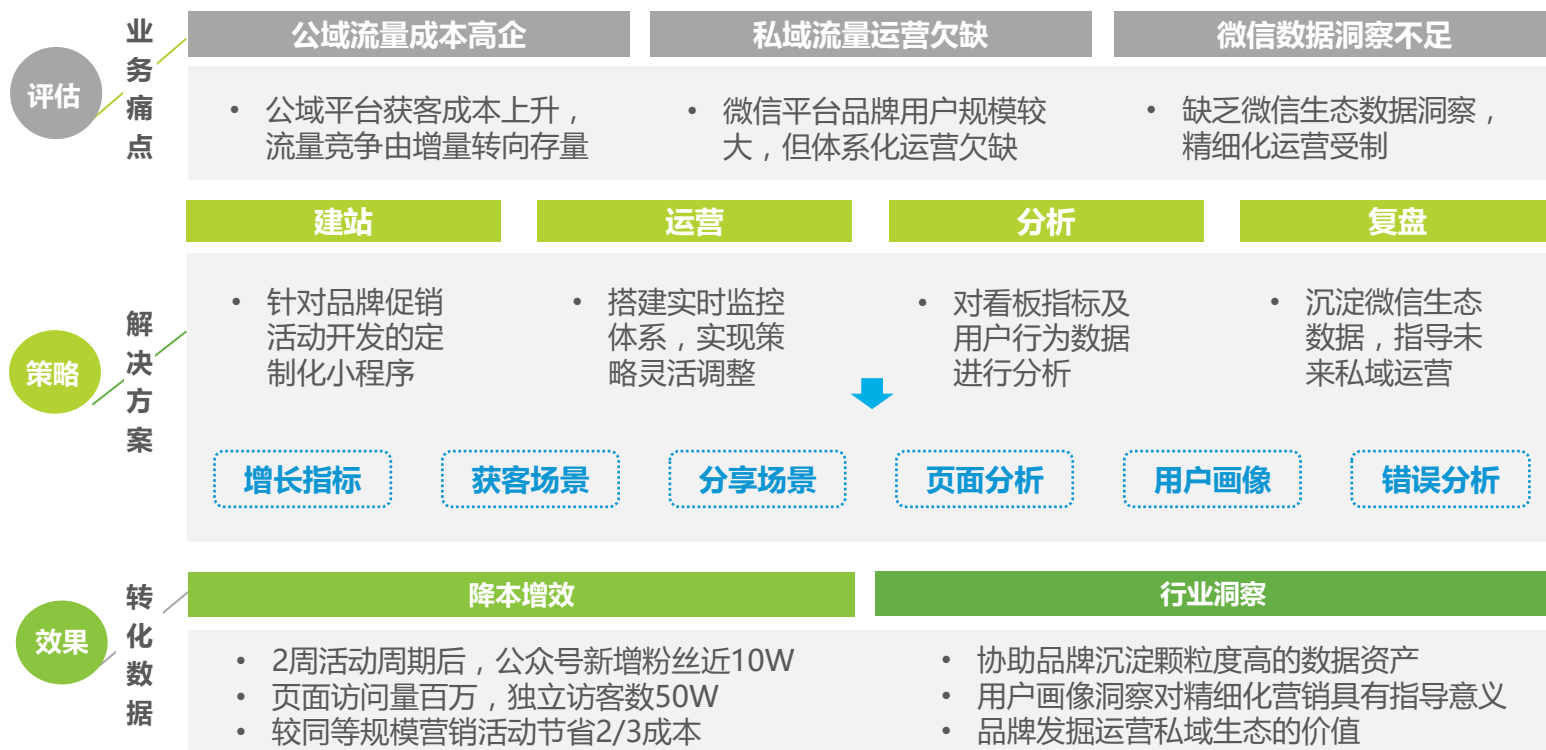 评估
业务痛点
公域流量成本高企
私域流量运营欠缺
微信数据洞察不足
• 公域平台获客成本上升，
流量竞争由增量转向存量
• 微信平台品牌用户规模较
大，但体系化运营欠缺
• 缺乏微信生态数据洞察，
精细化运营受制
策略
解决方案
建站
运营
分析
复盘
• 针对品牌促销
活动开发的定
制化小程序
• 搭建实时监控
体系，实现策
略灵活调整
• 对看板指标及
用户行为数据
进行分析
• 沉淀微信生态
数据，指导未
来私域运营
增长指标
获客场景
分享场景
页面分析
用户画像
错误分析
效果
转化数据
降本增效
行业洞察
• 2周活动周期后，公众号新增粉丝近10W
• 页面访问量百万，独立访客数50W
• 较同等规模营销活动节省2/3成本
• 协助品牌沉淀颗粒度高的数据资产
• 用户画像洞察对精细化营销具有指导意义
• 品牌发掘运营私域生态的价值